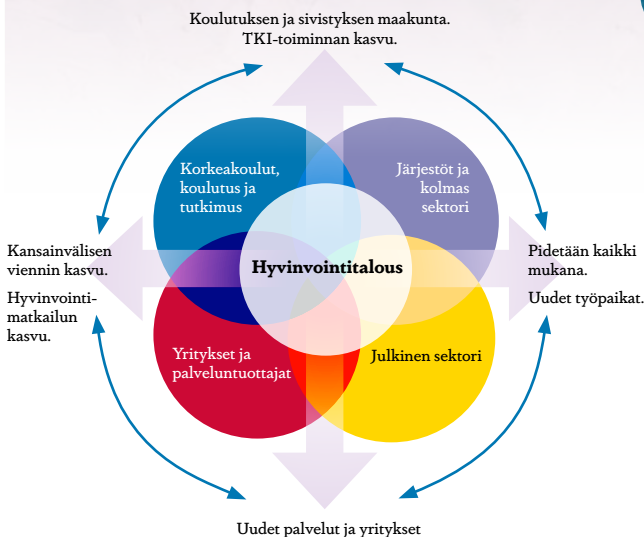 Koulutuksen ja sivistyksen maakunta.
TKI-toiminnan kasvu.
Korkeakoulut,
koulutus ja
tutkimus
Järjestöt ja
kolmas
sektori
Kansainvälisen
viennin kasvu.
Hyvinvointi-
matkailun
kasvu.
Hyvinvointitalous
Pidetään kaikki
mukana.
Uudet työpaikat.
Yritykset ja
palveluntuottajat
Julkinen sektori
Uudet palvelut ja yritykset